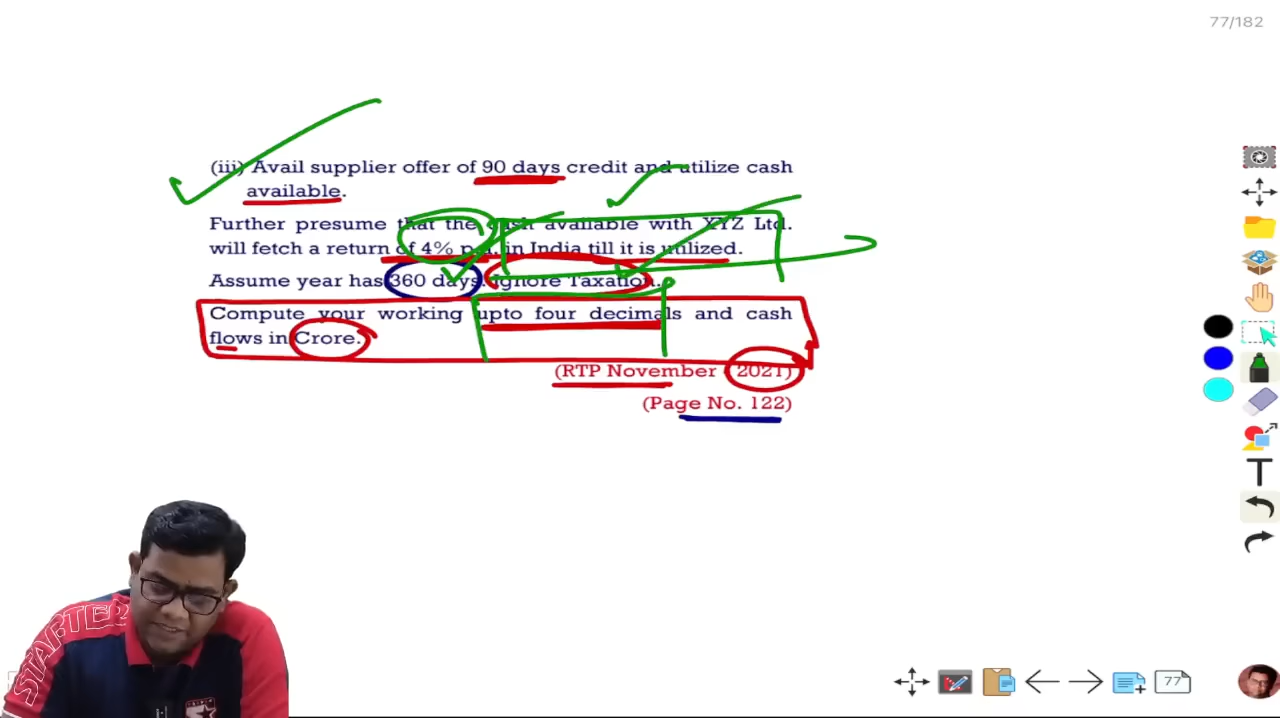 77/182
(iii) Avail supplier offer of 90 days credit and utilize cash
available.
Further presume that the cash available with XYZ Ltd.
will fetch a return of 4% p.a. in India till it is utilized.
Assume year has 360 days. Ignore Taxation.
Compute your working upto four decimals and cash
flows in Crore.
(RTP November 2021)
(Page No. 122)
STARTER
77